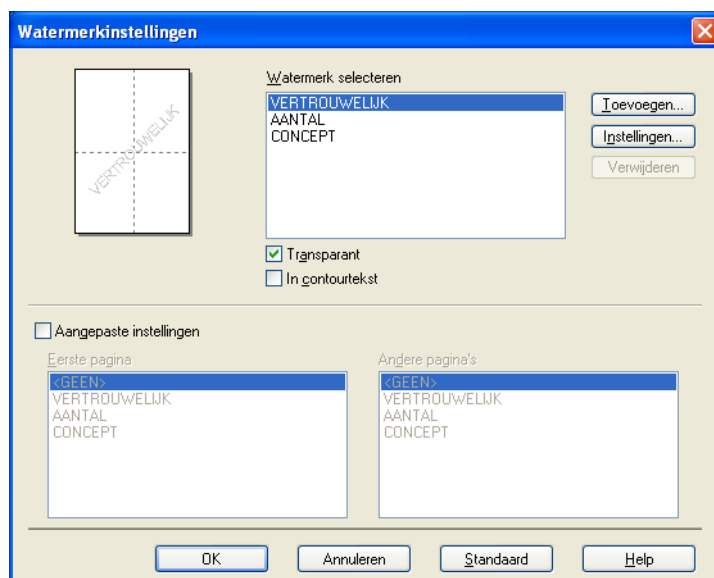 Watermerkinstellingen
VERTROUWELIJK
Watermerk selecteren
VERTROUWELIJK
AANTAL
CONCEPT
Toevoegen...
Instellingen...
Verwijderen
Transparant
In contourtekst
Aangepaste instellingen
Eerste pagina
<GEEN>
VERTROUWELIJK
AANTAL
CONCEPT
Andere pagina's
<GEEN>
VERTROUWELIJK
AANTAL
CONCEPT
OK
Annuleren
Standaard
Help